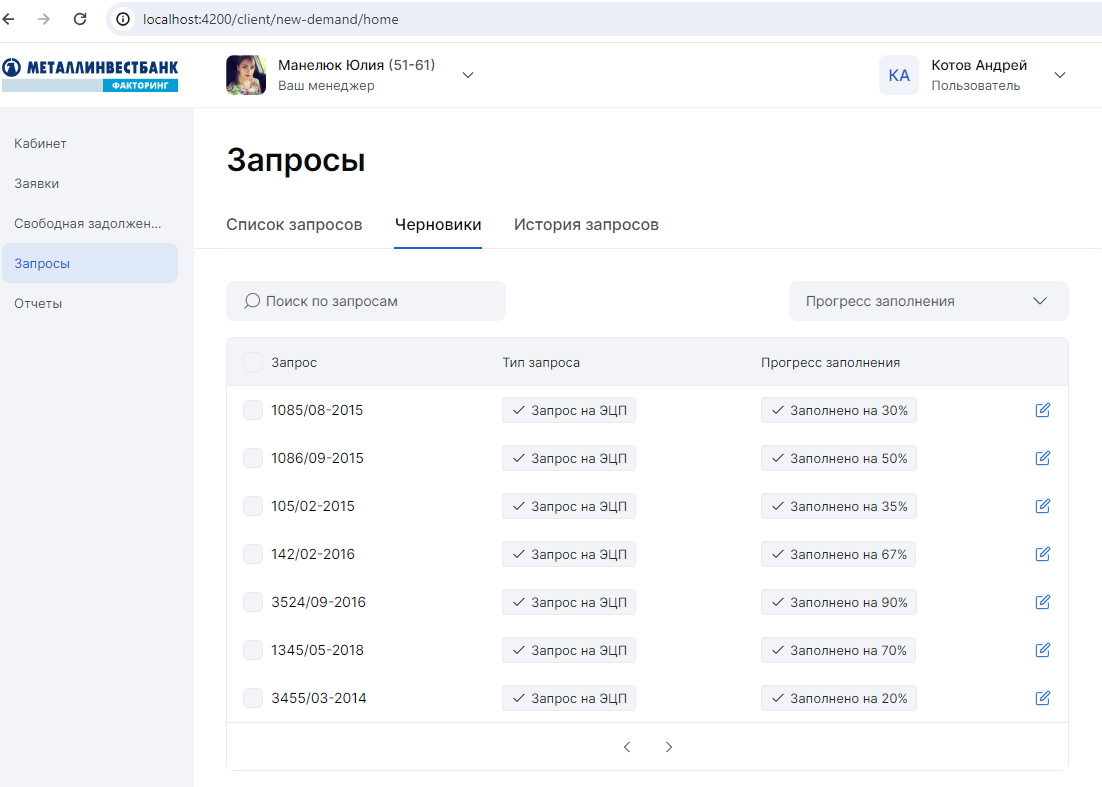 localhost:4200/client/new-demand/home
МЕТАЛЛИНВЕСТБАНК
ФАКТОРИНГ
Манелюк Юлия (51-61)
Ваш менеджер
КА
Котов Андрей
Пользователь
Кабинет
Заявки
Свободная задолжен...
Запросы
Отчеты
Запросы
Список запросов Черновики История запросов
Поиск по запросам Прогресс заполнения
Запрос Тип запроса Прогресс заполнения
1085/08-2015 Запрос на ЭЦП Заполнено на 30%
1086/09-2015 Запрос на ЭЦП Заполнено на 50%
105/02-2015 Запрос на ЭЦП Заполнено на 35%
142/02-2016 Запрос на ЭЦП Заполнено на 67%
3524/09-2016 Запрос на ЭЦП Заполнено на 90%
1345/05-2018 Запрос на ЭЦП Заполнено на 70%
3455/03-2014 Запрос на ЭЦП Заполнено на 20%